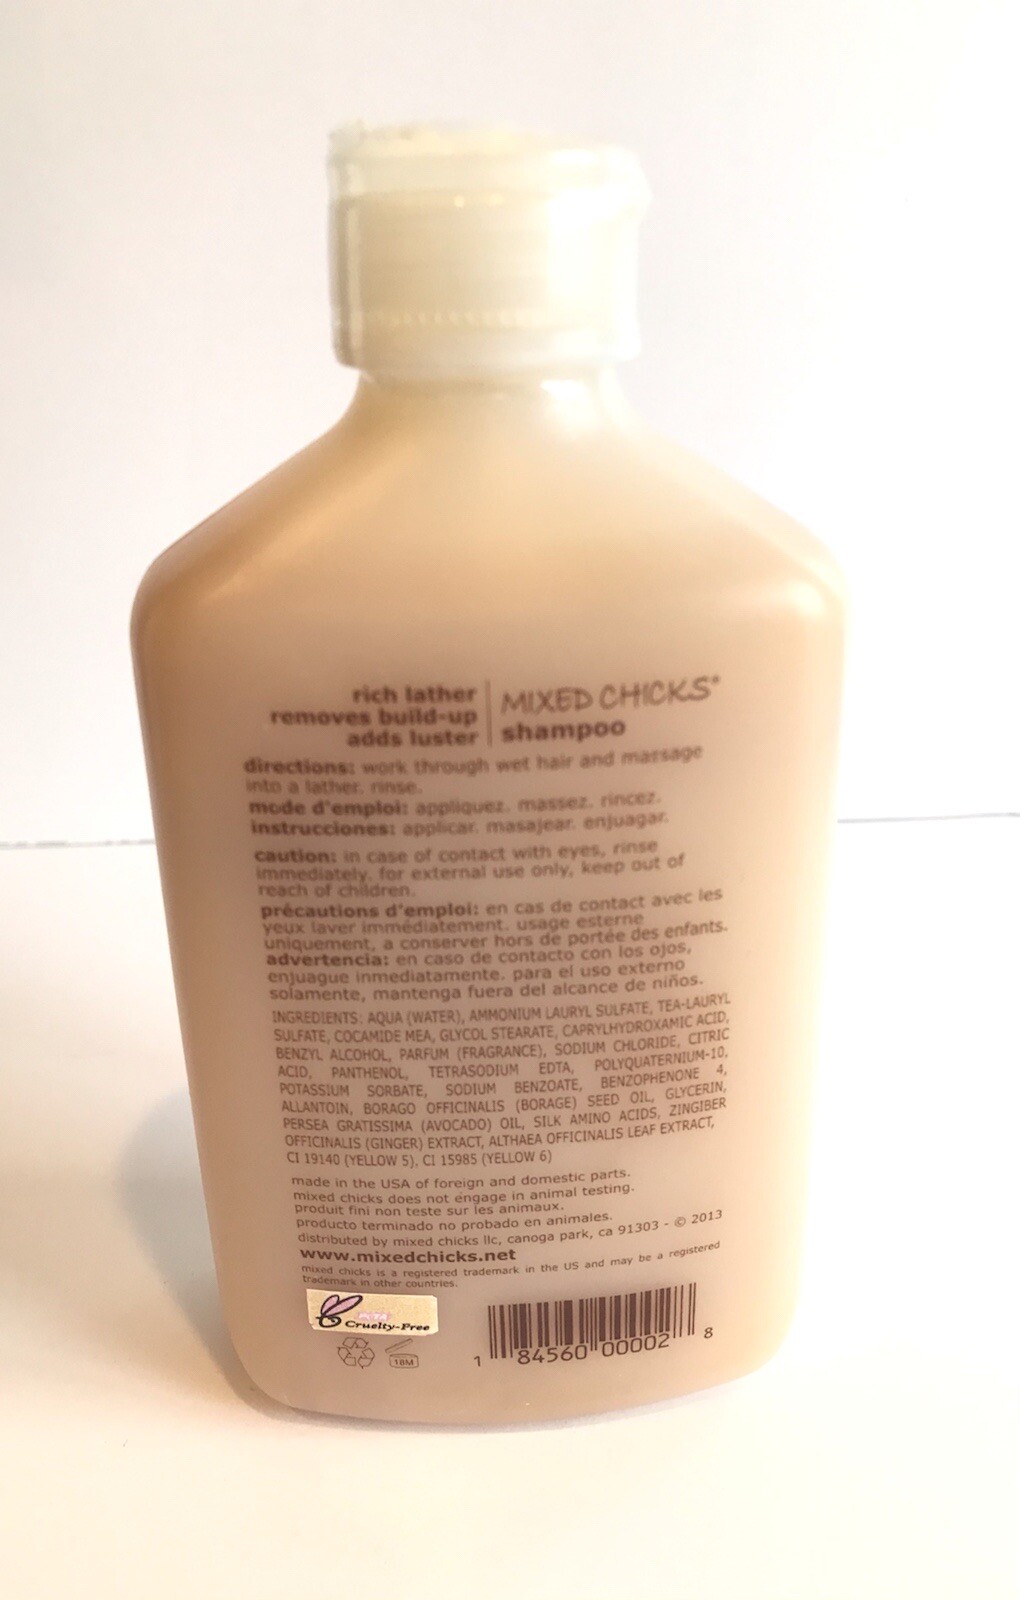 rich lather
removes build-up
adds luster
MIXED CHICKS®
shampoo
directions: work through wet hair and massage
into a lather. rinse.
mode d'emploi: appliquez. massez. rincez.
instrucciones: applicar. masajear. enjuagar.
caution: in case of contact with eyes, rinse
immediately. for external use only, keep out of
reach of children.
précautions d'emploi: en cas de contact avec les
yeux laver immédiatement. usage esterne
uniquement, a conserver hors de portée des enfants.
advertencia: en caso de contacto con los ojos,
enjuague inmediatamente. para el uso externo
solamente, mantenga fuera del alcance de niños.
INGREDIENTS: AQUA (WATER), AMMONIUM LAURYL SULFATE, TEA-LAURYL
SULFATE, COCAMIDE MEA, GLYCOL STEARATE, CAPRYLHYDROXAMIC ACID,
BENZYL ALCOHOL, PARFUM (FRAGRANCE), SODIUM CHLORIDE, CITRIC
ACID, PANTHENOL, TETRASODIUM EDTA, POLYQUATERNIUM-10,
POTASSIUM SORBATE, SODIUM BENZOATE, BENZOPHENONE 4,
ALLANTOIN, BORAGO OFFICINALIS (BORAGE) SEED OIL, GLYCERIN,
PERSEA GRATISSIMA (AVOCADO) OIL, SILK AMINO ACIDS, ZINGIBER
OFFICINALIS (GINGER) EXTRACT, ALTHAEA OFFICINALIS LEAF EXTRACT,
CI 19140 (YELLOW 5), CI 15985 (YELLOW 6)
made in the USA of foreign and domestic parts.
mixed chicks does not engage in animal testing.
produit fini non teste sur les animaux.
producto terminado no probado en animales.
distributed by mixed chicks llc, canoga park, ca 91303 - © 2013
www.mixedchicks.net
mixed chicks is a registered trademark in the US and may be a registered
trademark in other countries.
PETA
Cruelty-Free
18M
1 84560 00002 8